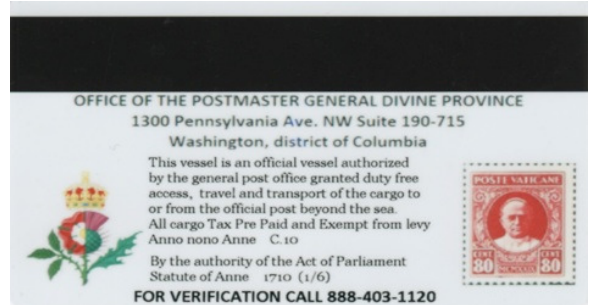 OFFICE OF THE POSTMASTER GENERAL DIVINE PROVINCE
1300 Pennsylvania Ave. NW Suite 190-715
Washington, district of Columbia
This vessel is an official vessel authorized
by the general post office granted duty free
access, travel and transport of the cargo to
or from the official post beyond the sea.
All cargo Tax Pre Paid and Exempt from levy
Anno nono Anne C.10
By the authority of the Act of Parliament
Statute of Anne 1710 (1/6)
POSTE VATICANE
CENT. CENT.
80 80
FOR VERIFICATION CALL 888-403-1120